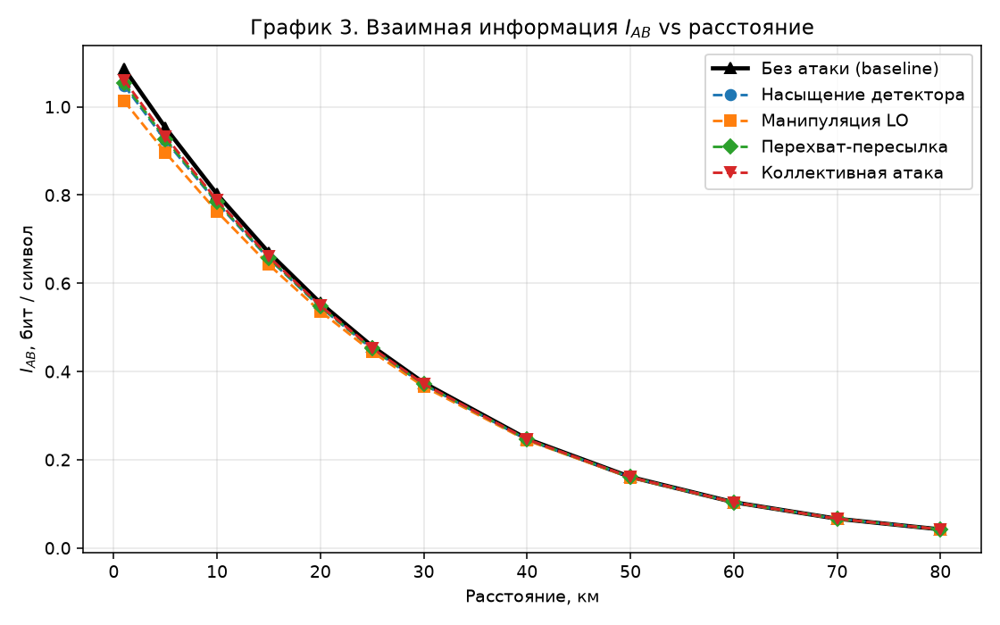 График 3. Взаимная информация I_AB vs расстояние
Без атаки (baseline)
Насыщение детектора
Манипуляция LO
Перехват-пересылка
Коллективная атака
I_AB, бит / символ
1.0
0.8
0.6
0.4
0.2
0.0
0 10 20 30 40 50 60 70 80
Расстояние, км